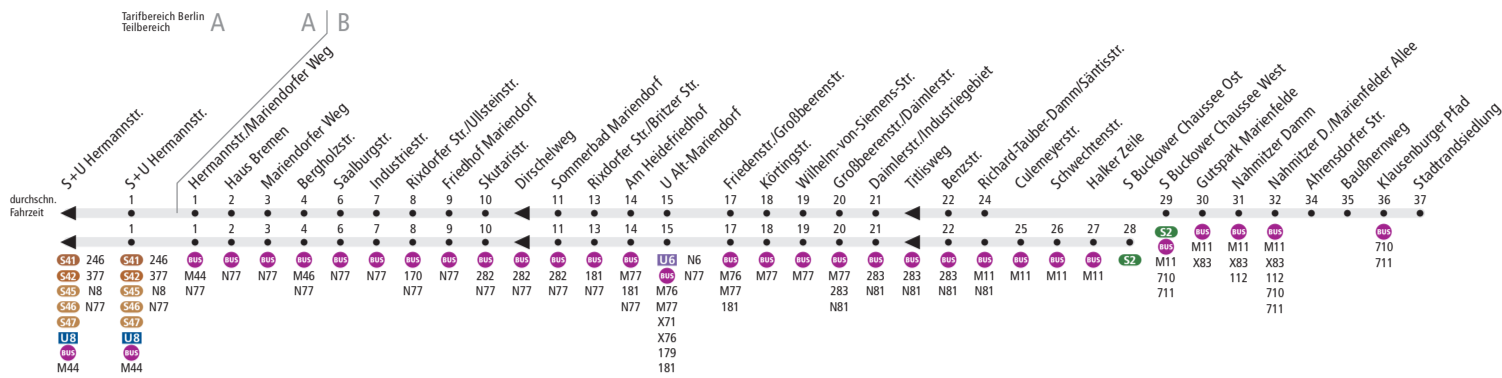 Tarifbereich Berlin
Teilbereich
A
A
B
S+U Hermannstr.
S+U Hermannstr.
Hermannstr./Mariendorfer Weg
Haus Bremen
Mariendorfer Weg
Bergholzstr.
Saalburgstr.
Industriestr.
Rixdorfer Str./Ullsteinstr.
Friedhof Mariendorf
Skutaristr.
Dirschelweg
Sommerbad Mariendorf
Rixdorfer Str./Britzer Str.
Am Heidefriedhof
U Alt-Mariendorf
Friedenstr./Großbeerenstr.
Körtingstr.
Wilhelm-von-Siemens-Str.
Großbeerenstr./Daimlerstr.
Daimlerstr./Industriegebiet
Titlisweg
Benzstr.
Richard-Tauber-Damm/Säntisstr.
Culemeyerstr.
Schwechtenstr.
Halker Zeile
S Buckower Chaussee Ost
S Buckower Chaussee West
Gutspark Marienfelde
Nahmitzer Damm
Nahmitzer D./Marienfelder Allee
Ahrensdorfer Str.
Baußnernweg
Klausenburger Pfad
Stadtrandsiedlung
durchschn.
Fahrzeit
1 1 2 3 4 6 7 8 9 10 11 13 14 15 17 18 19 20 21 22 24 29 30 31 32 34 35 36 37
1 1 2 3 4 6 7 8 9 10 11 13 14 15 17 18 19 20 21 22 25 26 27 28
S41 246
S42 377
S45 N8
S46 N77
S47
U8
BUS
M44
S41 246
S42 377
S45 N8
S46 N77
S47
U8
BUS
M44
BUS
M44
N77
BUS
N77
BUS
N77
BUS
M46
N77
BUS
N77
BUS
N77
BUS
170
N77
BUS
N77
BUS
282
N77
BUS
282
N77
BUS
282
N77
BUS
181
N77
BUS
M77
181
N77
U6 N6
BUS N77
M76
M77
X71
X76
179
181
BUS
M76
M77
181
BUS
M77
BUS
M77
BUS
M77
283
N81
BUS
283
N81
BUS
283
N81
BUS
283
N81
BUS
M11
N81
BUS
M11
BUS
M11
BUS
M11
S2
S2
BUS
M11
710
711
BUS
M11
X83
BUS
M11
X83
112
BUS
M11
X83
112
710
711
BUS
710
711